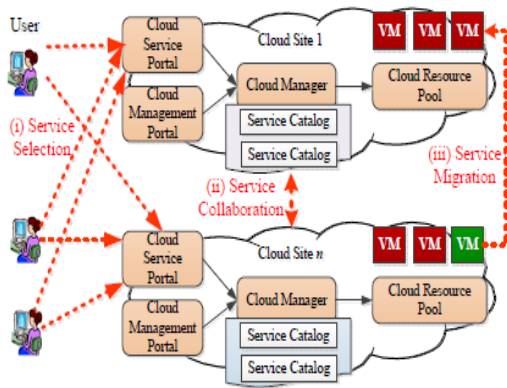 User
Cloud
Service
Portal
Cloud Site 1
VM
VM
VM
Cloud
Management
Portal
Cloud Manager
Cloud Resource
Pool
Service Catalog
Service Catalog
(i) Service
Selection
(ii) Service
Collaboration
(iii) Service
Migration
Cloud
Service
Portal
Cloud Site n
VM
VM
VM
Cloud
Management
Portal
Cloud Manager
Cloud Resource
Pool
Service Catalog
Service Catalog